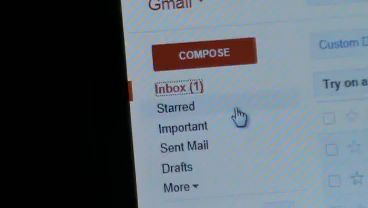 Gmail
COMPOSE
Inbox (1)
Starred
Important
Sent Mail
Drafts
More
Custom
Try on a